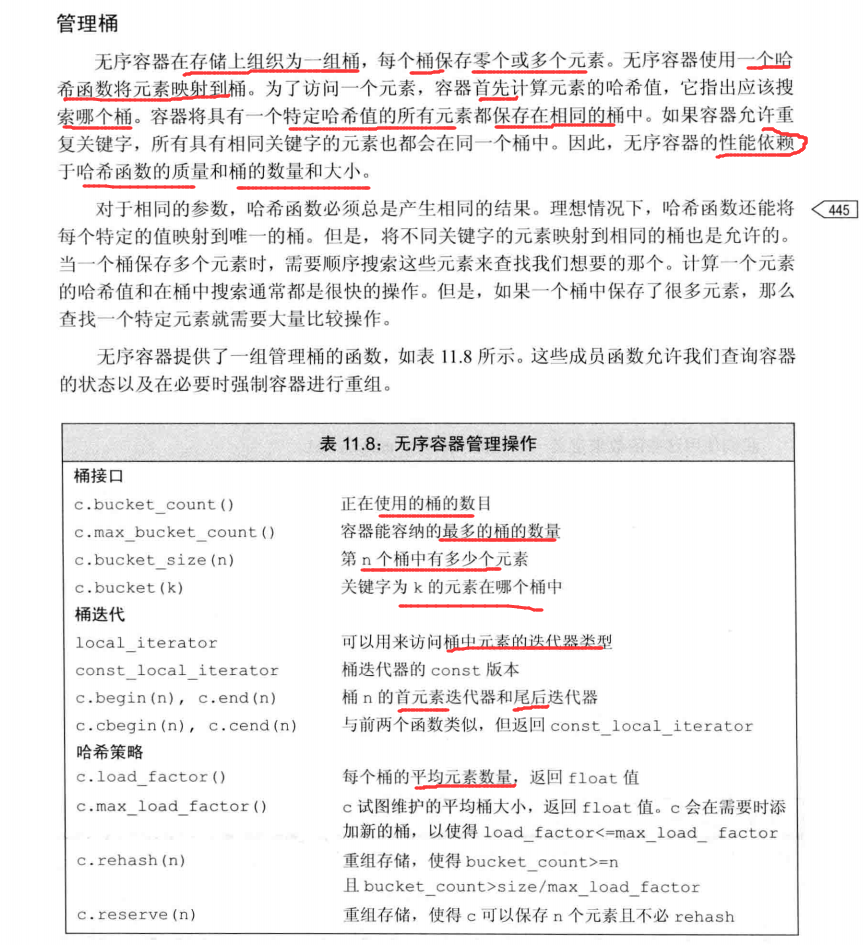 管理桶
无序容器在存储上组织为一组桶，每个桶保存零个或多个元素。无序容器使用一个哈
希函数将元素映射到桶。为了访问一个元素，容器首先计算元素的哈希值，它指出应该搜
索哪个桶。容器将具有一个特定哈希值的所有元素都保存在相同的桶中。如果容器允许重
复关键字，所有具有相同关键字的元素也都会在同一个桶中。因此，无序容器的性能依赖
于哈希函数的质量和桶的数量和大小。
对于相同的参数，哈希函数必须总是产生相同的结果。理想情况下，哈希函数还能将
445
每个特定的值映射到唯一的桶。但是，将不同关键字的元素映射到相同的桶也是允许的。
当一个桶保存多个元素时，需要顺序搜索这些元素来查找我们想要的那个。计算一个元素
的哈希值和在桶中搜索通常都是很快的操作。但是，如果一个桶中保存了很多元素，那么
查找一个特定元素就需要大量比较操作。
无序容器提供了一组管理桶的函数，如表 11.8 所示。这些成员函数允许我们查询容器
的状态以及在必要时强制容器进行重组。
表 11.8：无序容器管理操作
桶接口
c.bucket_count() 正在使用的桶的数目
c.max_bucket_count() 容器能容纳的最多的桶的数量
c.bucket_size(n) 第 n 个桶中有多少个元素
c.bucket(k) 关键字为 k 的元素在哪个桶中
桶迭代
local_iterator 可以用来访问桶中元素的迭代器类型
const_local_iterator 桶迭代器的 const 版本
c.begin(n), c.end(n) 桶 n 的首元素迭代器和尾后迭代器
c.cbegin(n), c.cend(n) 与前两个函数类似，但返回 const_local_iterator
哈希策略
c.load_factor() 每个桶的平均元素数量，返回 float 值
c.max_load_factor() c 试图维护的平均桶大小，返回 float 值。c 会在需要时添
加新的桶，以使得 load_factor<=max_load_ factor
c.rehash(n) 重组存储，使得 bucket_count>=n
且 bucket_count>size/max_load_factor
c.reserve(n) 重组存储，使得 c 可以保存 n 个元素且不必 rehash